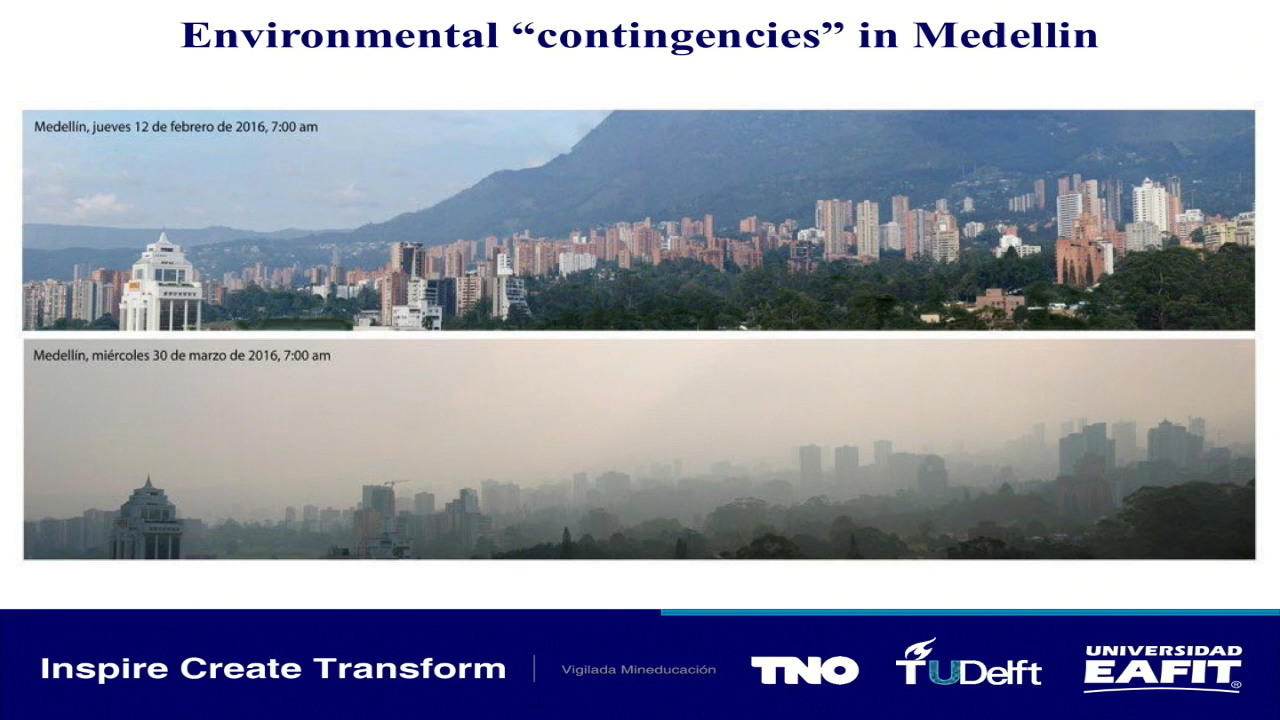 Environmental “contingencies” in Medellin
Medellín, jueves 12 de febrero de 2016, 7:00 am
Medellín, miércoles 30 de marzo de 2016, 7:00 am
Inspire Create Transform
Vigilada Mineducación
TNO
TUDelft
UNIVERSIDAD
EAFIT®